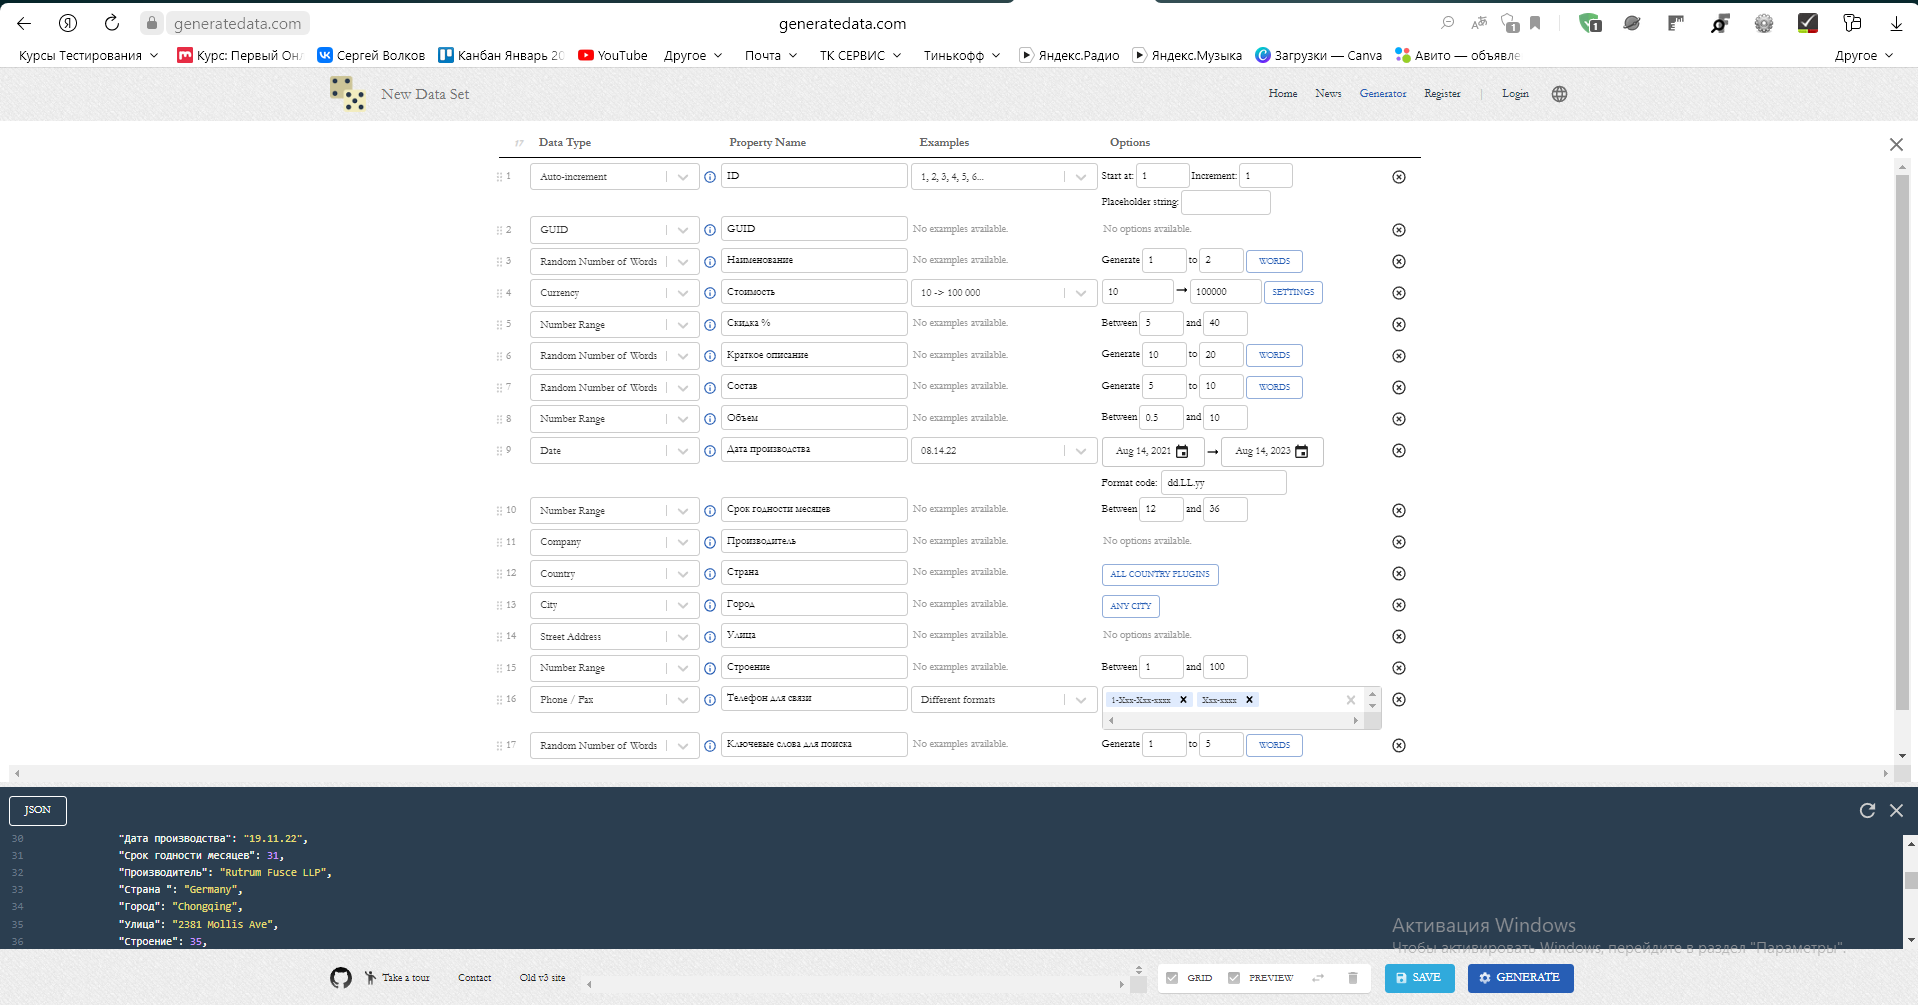 generatedata.com generatedata.com
Курсы Тестирования Курс: Первый Онл Сергей Волков Канбан Январь 20 YouTube Другое Почта ТК СЕРВИС Тинькофф Яндекс.Радио Яндекс.Музыка Загрузки — Canva Авито — объявле Другое
New Data Set Home News Generator Register | Login
17 Data Type Property Name Examples Options
1 Auto-increment ID 1, 2, 3, 4, 5, 6... Start at: 1 Increment: 1
Placeholder string:
2 GUID GUID No examples available. No options available.
3 Random Number of Words Наименование No examples available. Generate 1 to 2 WORDS
4 Currency Стоимость 10 -> 100 000 10 → 100000 SETTINGS
5 Number Range Скидка % No examples available. Between 5 and 40
6 Random Number of Words Краткое описание No examples available. Generate 10 to 20 WORDS
7 Random Number of Words Состав No examples available. Generate 5 to 10 WORDS
8 Number Range Объем No examples available. Between 0.5 and 10
9 Date Дата производства 08.14.22 Aug 14, 2021 → Aug 14, 2023
Format code: dd.LL.yy
10 Number Range Срок годности месяцев No examples available. Between 12 and 36
11 Company Производитель No examples available. No options available.
12 Country Страна No examples available. ALL COUNTRY PLUGINS
13 City Город No examples available. ANY CITY
14 Street Address Улица No examples available. No options available.
15 Number Range Строение No examples available. Between 1 and 100
16 Phone / Fax Телефон для связи Different formats 1-Xxx-Xxx-xxxx Xxx-xxxx
17 Random Number of Words Ключевые слова для поиска No examples available. Generate 1 to 5 WORDS
JSON
30 "Дата производства": "19.11.22",
31 "Срок годности месяцев": 31,
32 "Производитель": "Rutrum Fusce LLP",
33 "Страна ": "Germany",
34 "Город": "Chongqing",
35 "Улица": "2381 Mollis Ave",
36 "Строение": 35,
Активация Windows
Чтобы активировать Windows, перейдите в раздел "Параметры".
Take a tour Contact Old v3 site GRID PREVIEW SAVE GENERATE